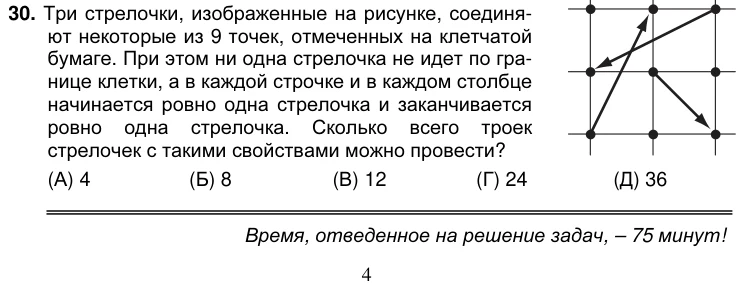 30. Три стрелочки, изображенные на рисунке, соединя-
ют некоторые из 9 точек, отмеченных на клетчатой
бумаге. При этом ни одна стрелочка не идет по гра-
нице клетки, а в каждой строчке и в каждом столбце
начинается ровно одна стрелочка и заканчивается
ровно одна стрелочка. Сколько всего троек
стрелочек с такими свойствами можно провести?
(А) 4 (Б) 8 (В) 12 (Г) 24 (Д) 36
Время, отведенное на решение задач, – 75 минут!
4